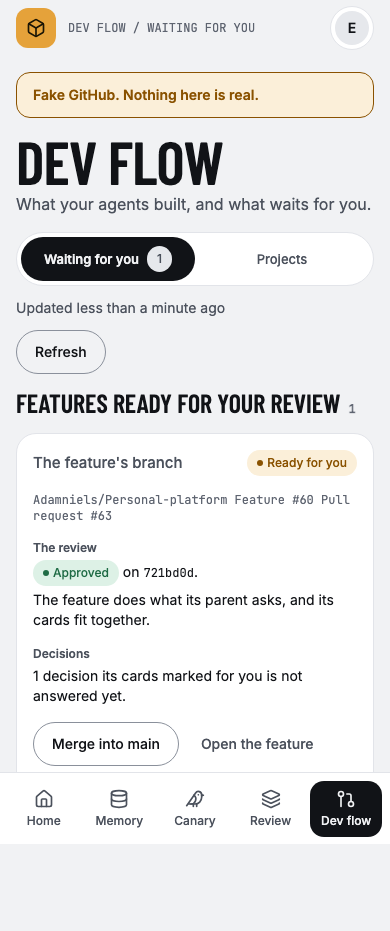 DEV FLOW / WAITING FOR YOU
E
Fake GitHub. Nothing here is real.
DEV FLOW
What your agents built, and what waits for you.
Waiting for you 1
Projects
Updated less than a minute ago
Refresh
FEATURES READY FOR YOUR REVIEW 1
The feature's branch
Ready for you
Adamniels/Personal-platform Feature #60 Pull
request #63
The review
Approved on 721bd0d.
The feature does what its parent asks, and its
cards fit together.
Decisions
1 decision its cards marked for you is not
answered yet.
Merge into main
Open the feature
Home
Memory
Canary
Review
Dev flow